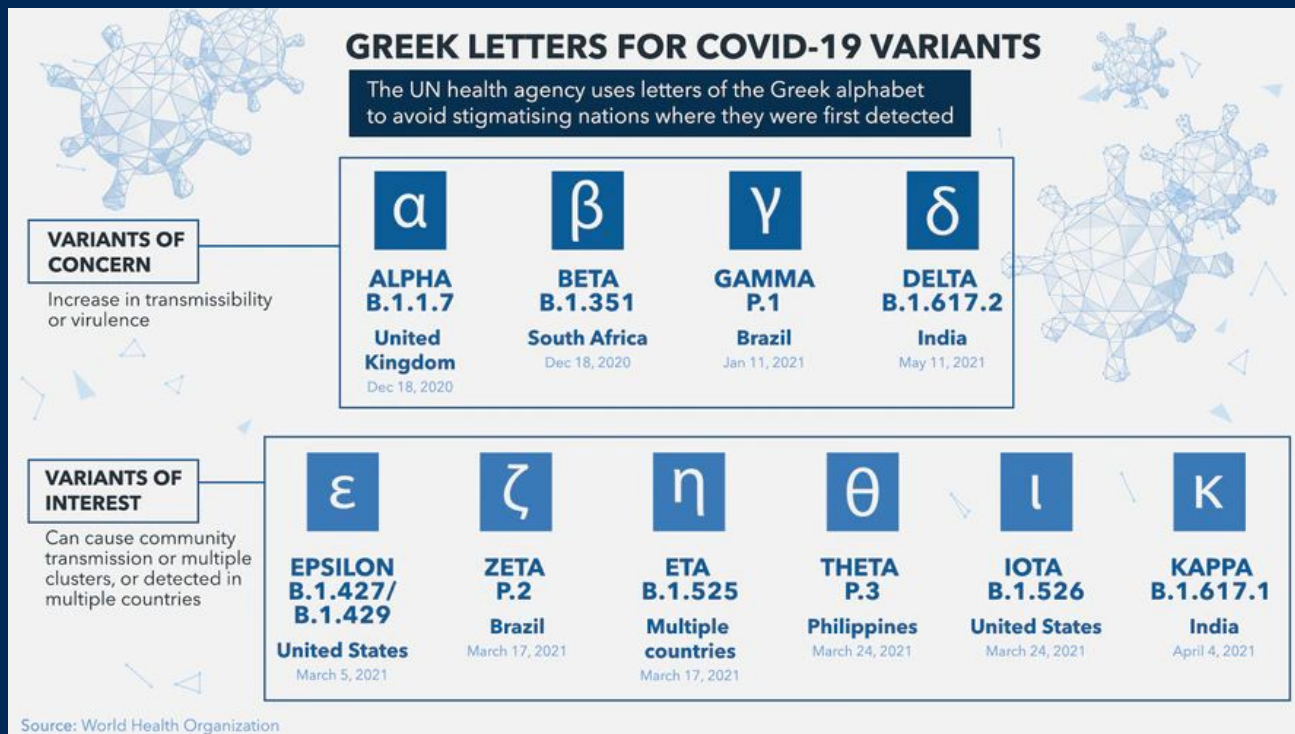 GREEK LETTERS FOR COVID-19 VARIANTS
The UN health agency uses letters of the Greek alphabet
to avoid stigmatising nations where they were first detected
VARIANTS OF
CONCERN
Increase in transmissibility
or virulence
α
ALPHA
B.1.1.7
United
Kingdom
Dec 18, 2020
β
BETA
B.1.351
South Africa
Dec 18, 2020
γ
GAMMA
P.1
Brazil
Jan 11, 2021
δ
DELTA
B.1.617.2
India
May 11, 2021
VARIANTS OF
INTEREST
Can cause community
transmission or multiple
clusters, or detected in
multiple countries
ε
EPSILON
B.1.427/
B.1.429
United States
March 5, 2021
ζ
ZETA
P.2
Brazil
March 17, 2021
η
ETA
B.1.525
Multiple
countries
March 17, 2021
θ
THETA
P.3
Philippines
March 24, 2021
ι
IOTA
B.1.526
United States
March 24, 2021
κ
KAPPA
B.1.617.1
India
April 4, 2021
Source: World Health Organization